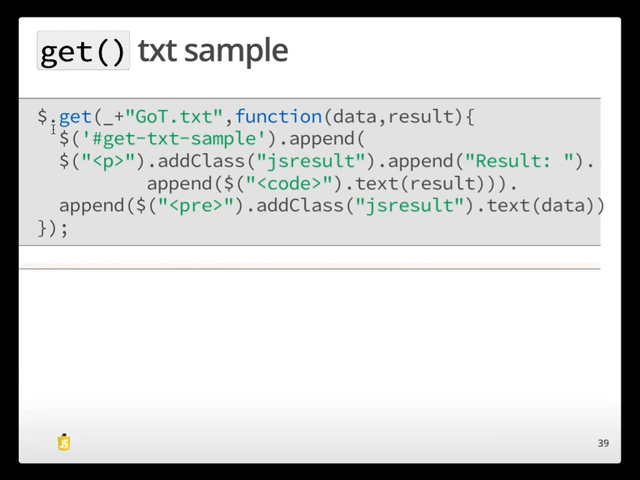 get() txt sample
$.get(_+"GoT.txt",function(data,result){
$('#get-txt-sample').append(
$("<p>").addClass("jsresult").append("Result: ").
append($("<code>").text(result))).
append($("<pre>").addClass("jsresult").text(data))
});
JS
39